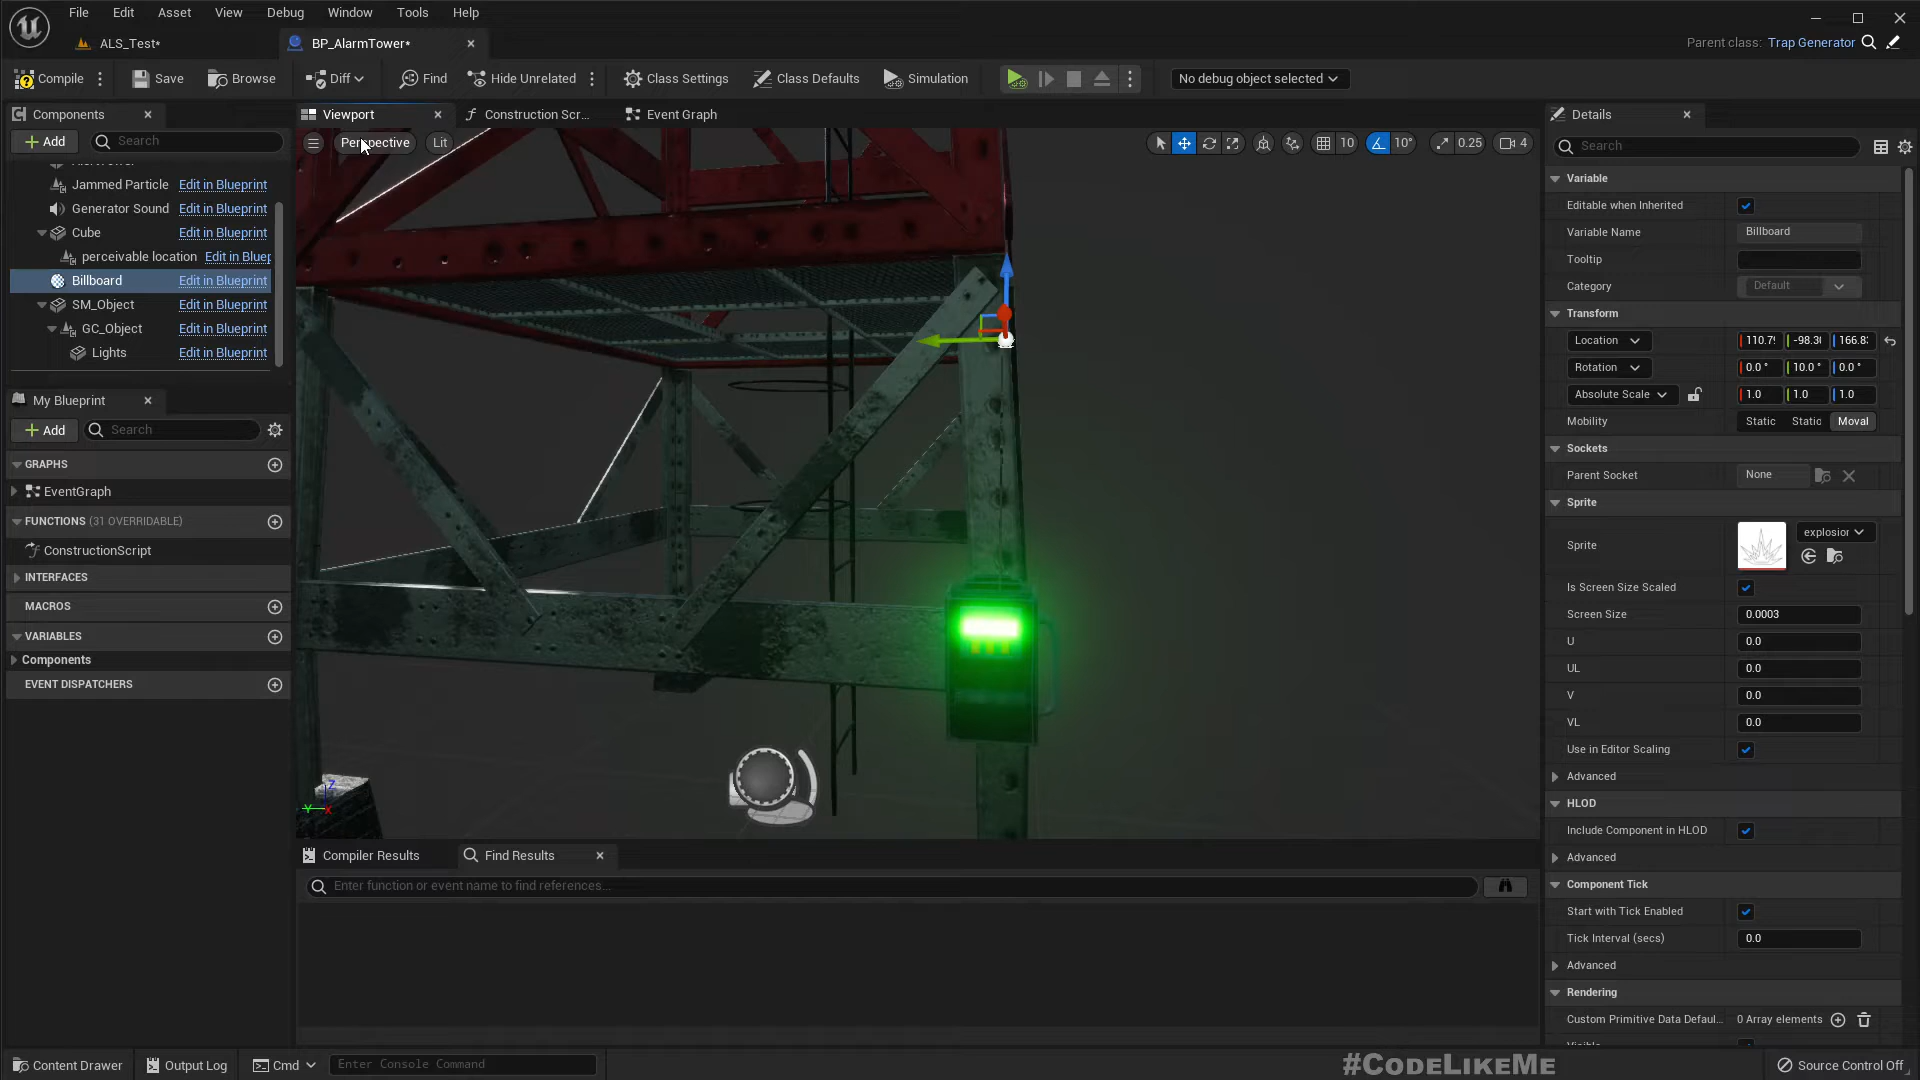 File Edit Asset View Debug Window Tools Help
ALS_Test*
BP_AlarmTower*
Parent class: Trap Generator
Compile
Save
Browse
Diff
Find
Hide Unrelated
Class Settings
Class Defaults
Simulation
No debug object selected
Components
Add
Search
Jammed Particle Edit in Blueprint
Generator Sound Edit in Blueprint
Cube Edit in Blueprint
perceivable location Edit in Bluep
Billboard Edit in Blueprint
SM_Object Edit in Blueprint
GC_Object Edit in Blueprint
Lights Edit in Blueprint
My Blueprint
Add
Search
GRAPHS
EventGraph
FUNCTIONS (31 OVERRIDABLE)
ConstructionScript
INTERFACES
MACROS
VARIABLES
Components
EVENT DISPATCHERS
Viewport
Construction Scr...
Event Graph
Perspective
Lit
10
10°
0.25
4
Compiler Results
Find Results
Enter function or event name to find references...
Details
Search
Variable
Editable when Inherited
Variable Name Billboard
Tooltip
Category Default
Transform
Location 110.7 -98.3 166.8
Rotation 0.0 ° 10.0 ° 0.0 °
Absolute Scale 1.0 1.0 1.0
Mobility Static Static Moval
Sockets
Parent Socket None
Sprite
Sprite explosior
Is Screen Size Scaled
Screen Size 0.0003
U 0.0
UL 0.0
V 0.0
VL 0.0
Use in Editor Scaling
Advanced
HLOD
Include Component in HLOD
Advanced
Component Tick
Start with Tick Enabled
Tick Interval (secs) 0.0
Advanced
Rendering
Custom Primitive Data Defaul... 0 Array elements
Content Drawer
Output Log
Cmd
Enter Console Command
#CodeLikeMe
Source Control Off